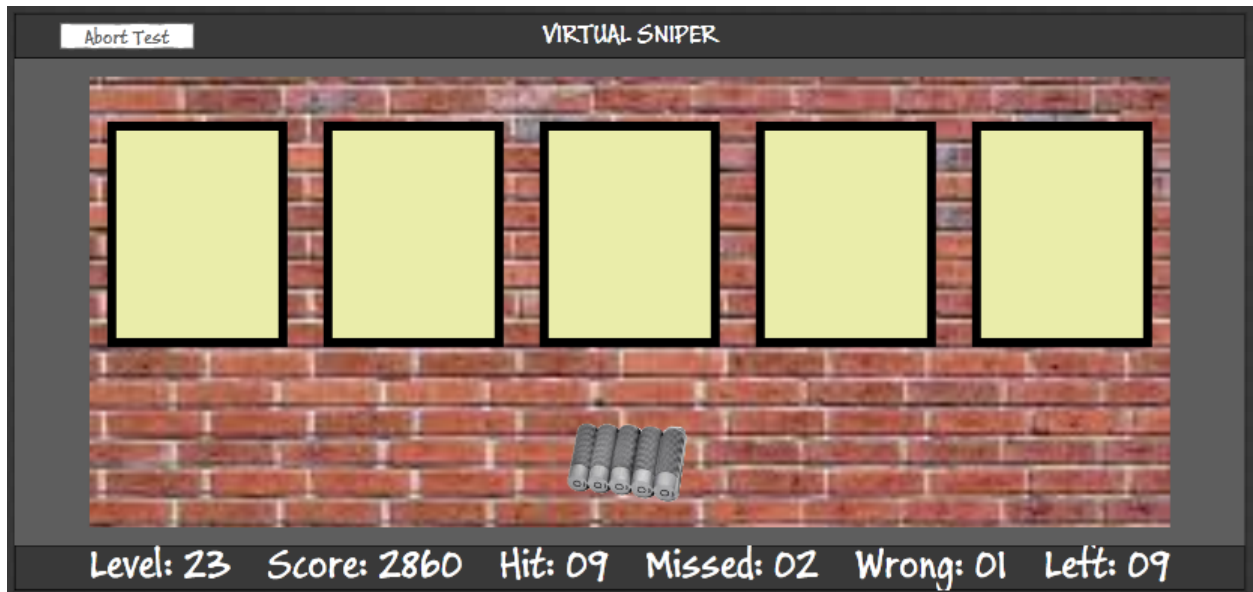 Abort Test
VIRTUAL SNIPER
Level: 23 Score: 2860 Hit: 09 Missed: 02 Wrong: 01 Left: 09